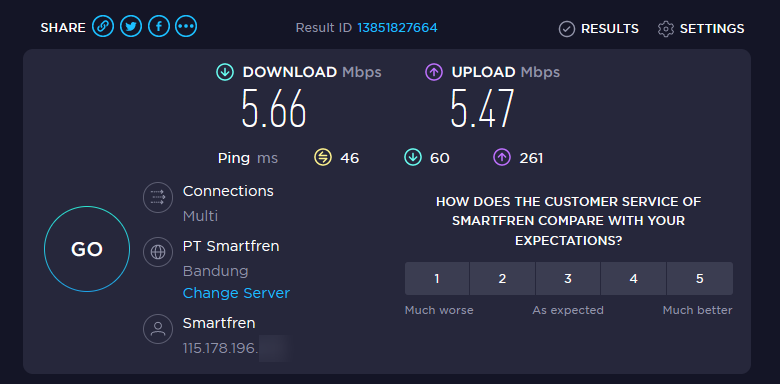 SHARE Result ID 13851827664 RESULTS SETTINGS
DOWNLOAD Mbps UPLOAD Mbps
5.66 5.47
Ping ms 46 60 261
Connections
Multi
PT Smartfren
Bandung
Change Server
Smartfren
115.178.196.
GO
HOW DOES THE CUSTOMER SERVICE OF
SMARTFREN COMPARE WITH YOUR
EXPECTATIONS?
1 2 3 4 5
Much worse As expected Much better